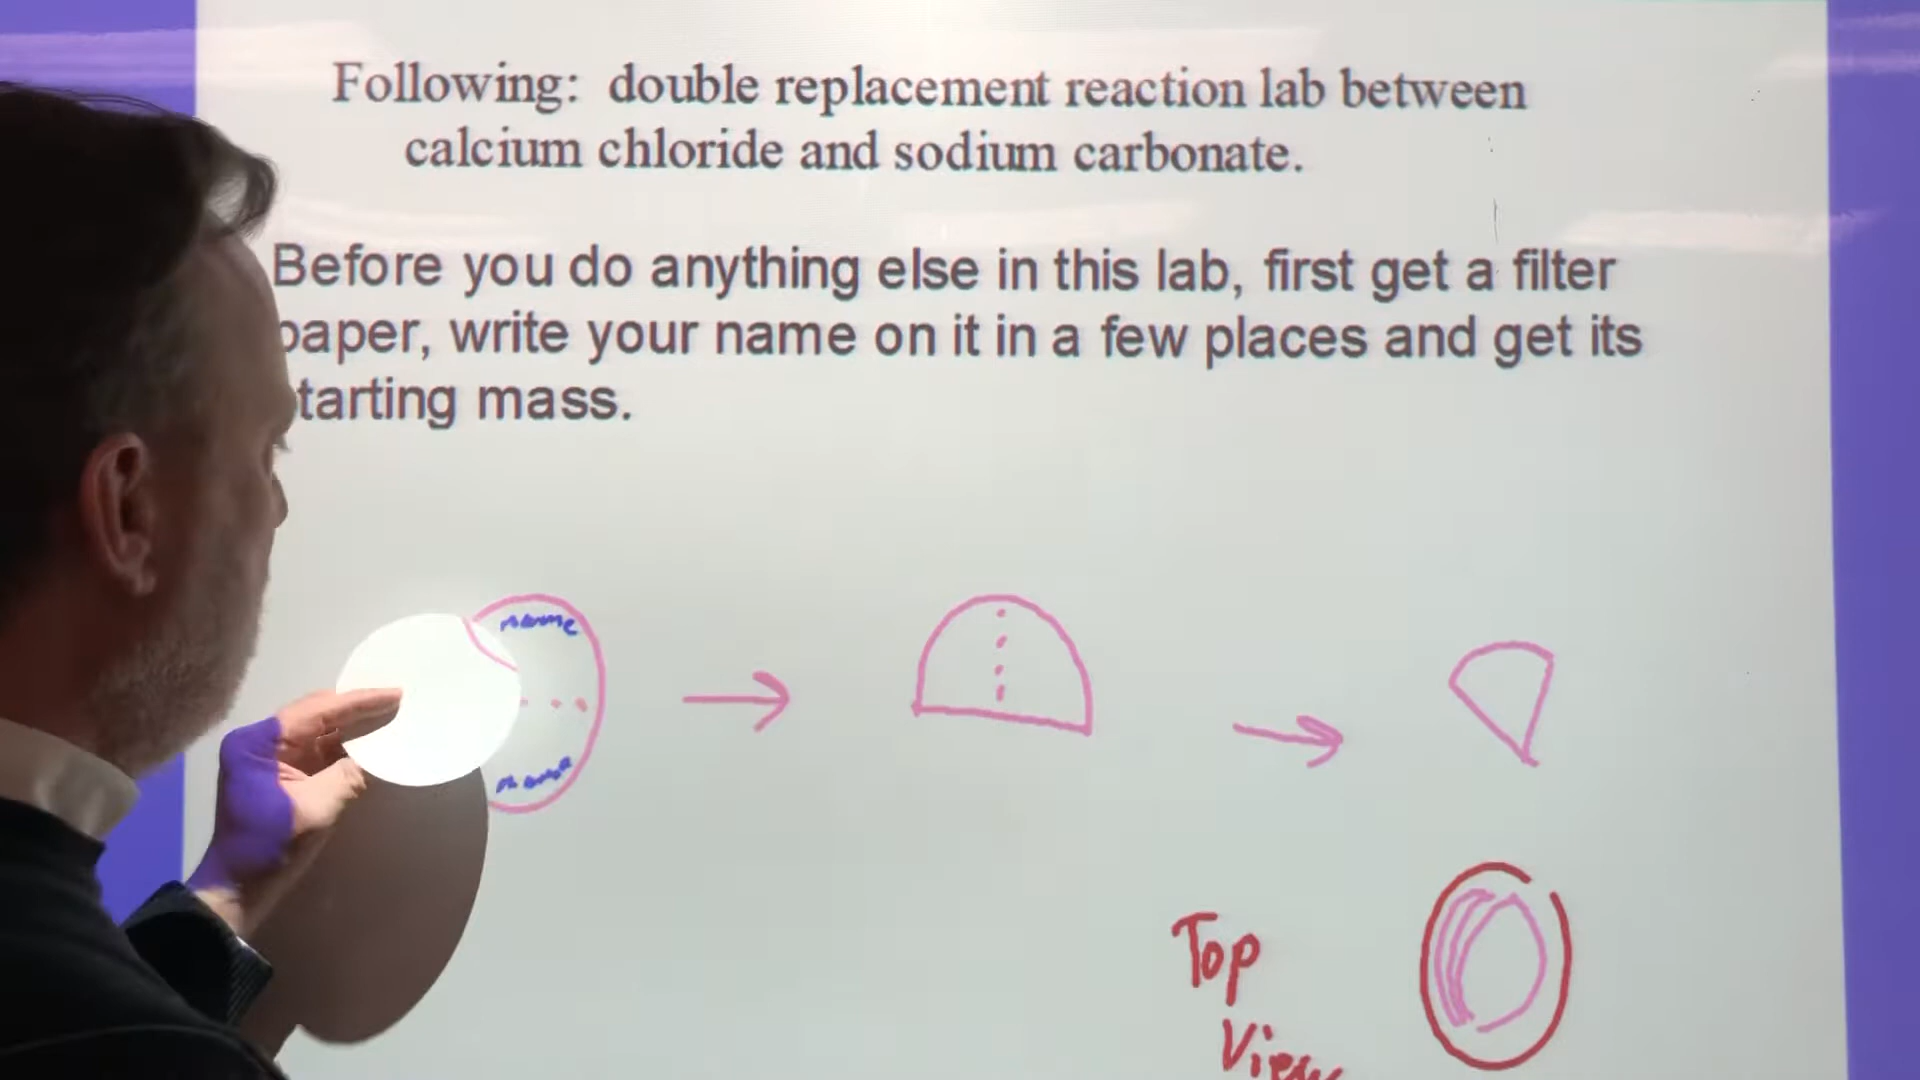 Following: double replacement reaction lab between
calcium chloride and sodium carbonate.
Before you do anything else in this lab, first get a filter
paper, write your name on it in a few places and get its
starting mass.
name
name
Top
View